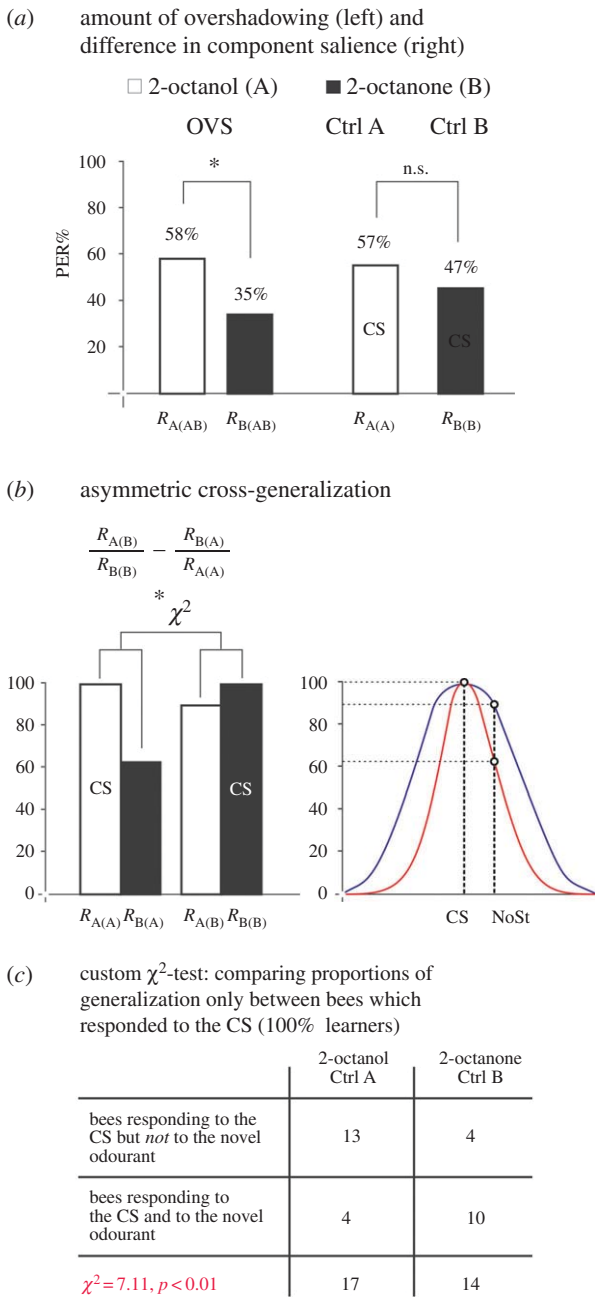 (a) amount of overshadowing (left) and
difference in component salience (right)
2-octanol (A) 2-octanone (B)
OVS Ctrl A Ctrl B
100
80
60
40
20
PER%
*
n.s.
58%
35%
57%
47%
CS
CS
R_A(AB) R_B(AB) R_A(A) R_B(B)
(b) asymmetric cross-generalization
R_A(B) / R_B(B) − R_B(A) / R_A(A)
* χ²
100
80
60
40
20
0
CS
CS
R_A(A) R_B(A) R_A(B) R_B(B)
100
80
60
40
20
0
CS NoSt
(c) custom χ²-test: comparing proportions of
generalization only between bees which
responded to the CS (100% learners)
2-octanol
Ctrl A
2-octanone
Ctrl B
bees responding to the
CS but not to the novel
odourant
13 4
bees responding to
the CS and to the novel
odourant
4 10
χ² = 7.11, p < 0.01 17 14